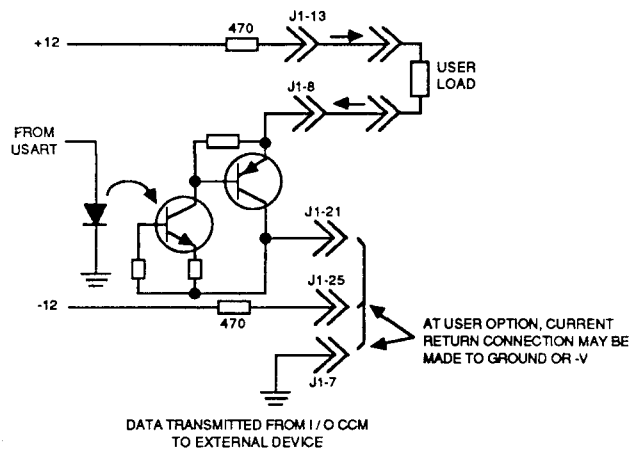 J1-13
470
+12
USER
LOAD
J1-8
FROM
USART
J1-21
J1-25
-12
470
AT USER OPTION, CURRENT
RETURN CONNECTION MAY BE
MADE TO GROUND OR -V
J1-7
DATA TRANSMITTED FROM I / O CCM
TO EXTERNAL DEVICE